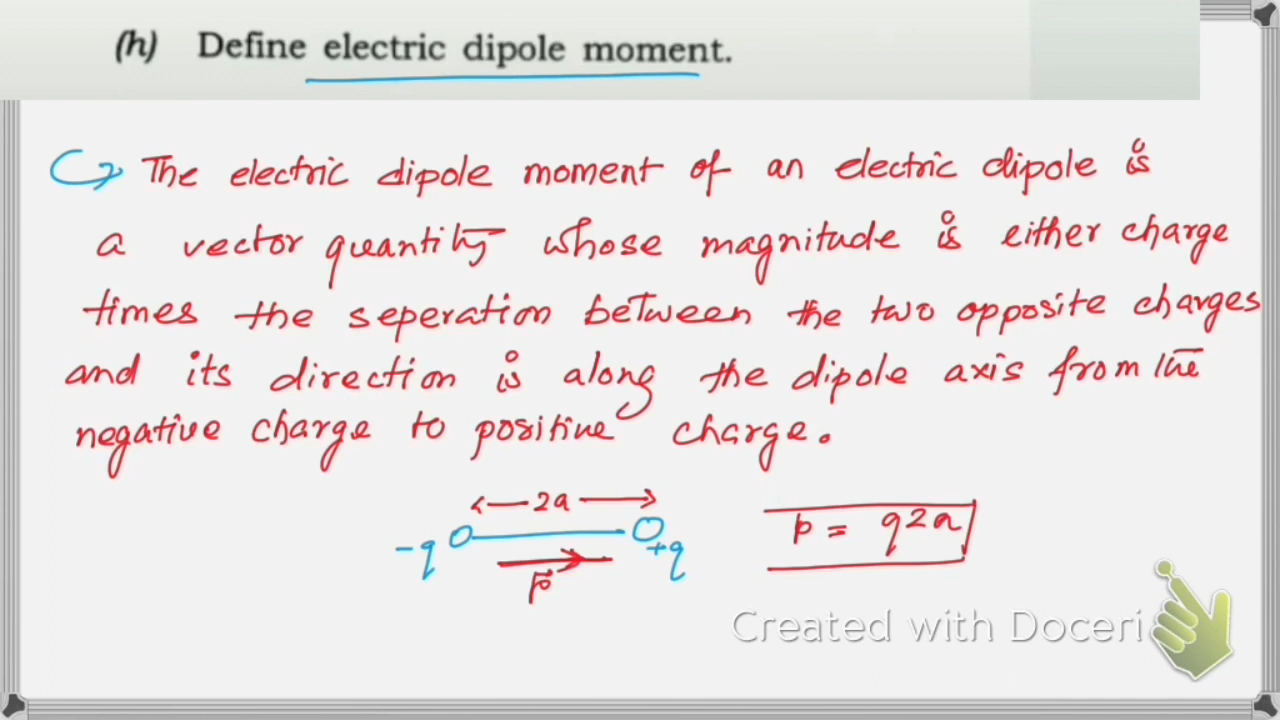 (h) Define electric dipole moment.
The electric dipole moment of an electric dipole is
a vector quantity whose magnitude is either charge
times the seperation between the two opposite charges
and its direction is along the dipole axis from the
negative charge to positive charge.
2a
-q +q
p
p = q2a
Created with Doceri